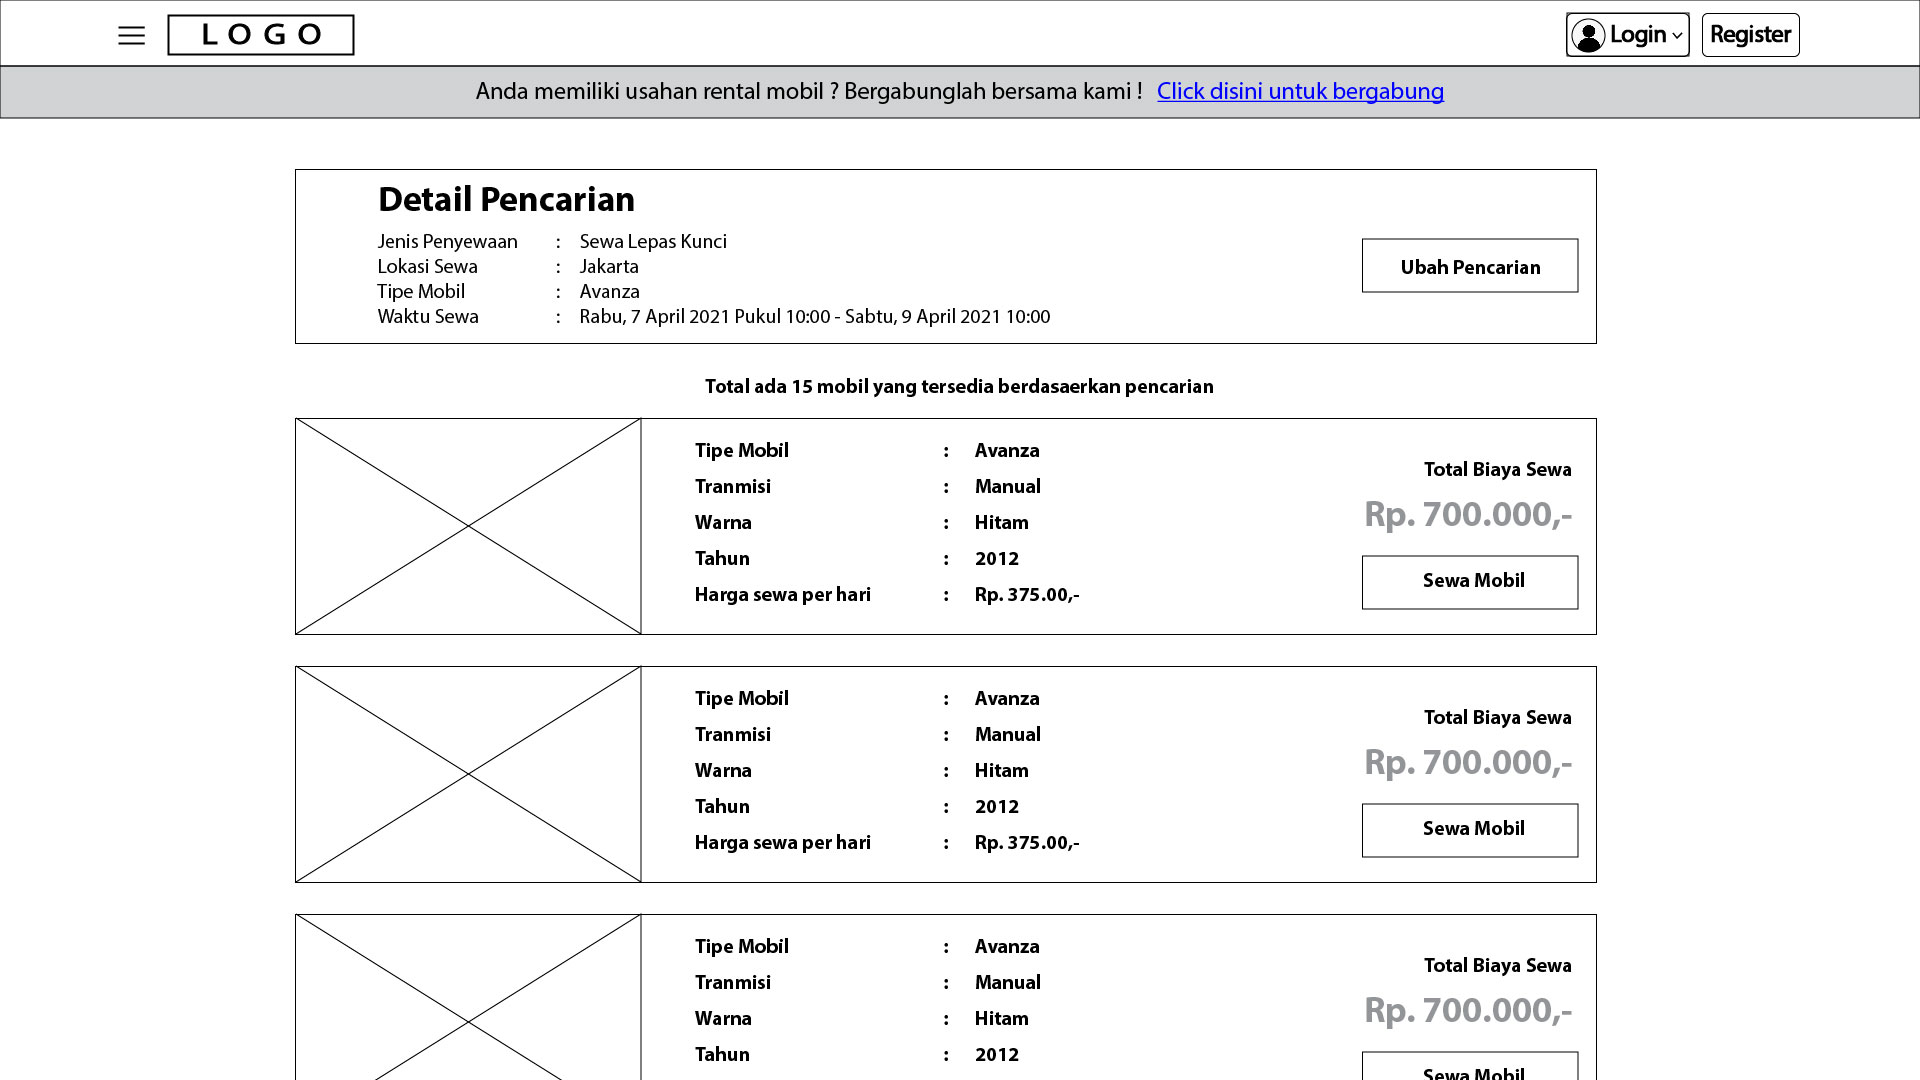 LOGO
Login
Register
Anda memiliki usahan rental mobil ? Bergabunglah bersama kami ! Click disini untuk bergabung
Detail Pencarian
Jenis Penyewaan : Sewa Lepas Kunci
Lokasi Sewa : Jakarta
Tipe Mobil : Avanza
Waktu Sewa : Rabu, 7 April 2021 Pukul 10:00 - Sabtu, 9 April 2021 10:00
Ubah Pencarian
Total ada 15 mobil yang tersedia berdasaerkan pencarian
Tipe Mobil : Avanza
Tranmisi : Manual
Warna : Hitam
Tahun : 2012
Harga sewa per hari : Rp. 375.00,-
Total Biaya Sewa
Rp. 700.000,-
Sewa Mobil
Tipe Mobil : Avanza
Tranmisi : Manual
Warna : Hitam
Tahun : 2012
Harga sewa per hari : Rp. 375.00,-
Total Biaya Sewa
Rp. 700.000,-
Sewa Mobil
Tipe Mobil : Avanza
Tranmisi : Manual
Warna : Hitam
Tahun : 2012
Total Biaya Sewa
Rp. 700.000,-
Sewa Mobil